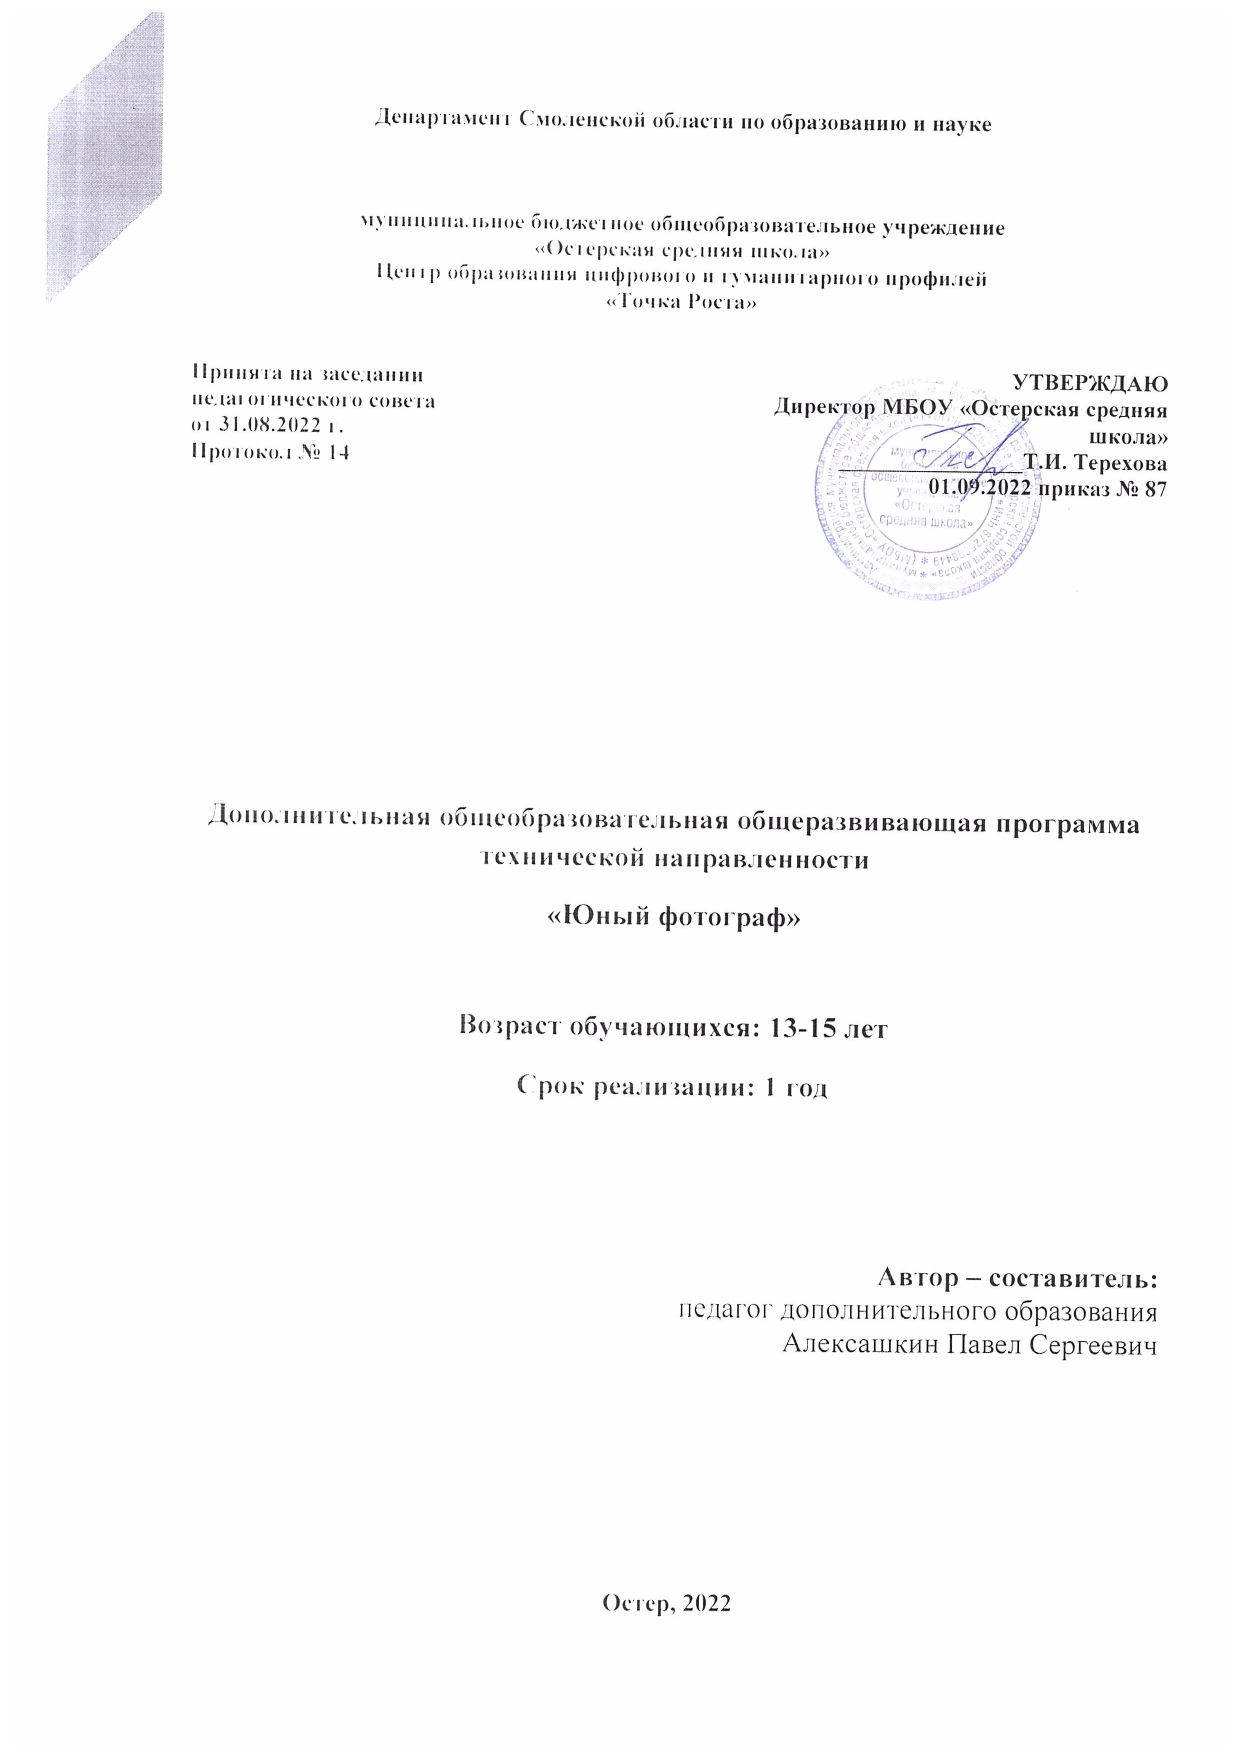 Департамент Смоленской области по образованию и науке
муниципальное бюджетное общеобразовательное учреждение
«Остерская средняя школа»
Центр образования цифрового и гуманитарного профилей
«Точка Роста»
Принята на заседании
педагогического совета
от 31.08.2022 г.
Протокол № 14
УТВЕРЖДАЮ
Директор МБОУ «Остерская средняя
школа»
Т.И. Терехова
01.09.2022 приказ № 87
«Остерская
средняя школа»
Дополнительная общеобразовательная общеразвивающая программа
технической направленности
«Юный фотограф»
Возраст обучающихся: 13-15 лет
Срок реализации: 1 год
Автор – составитель:
педагог дополнительного образования
Алексашкин Павел Сергеевич
Остер, 2022